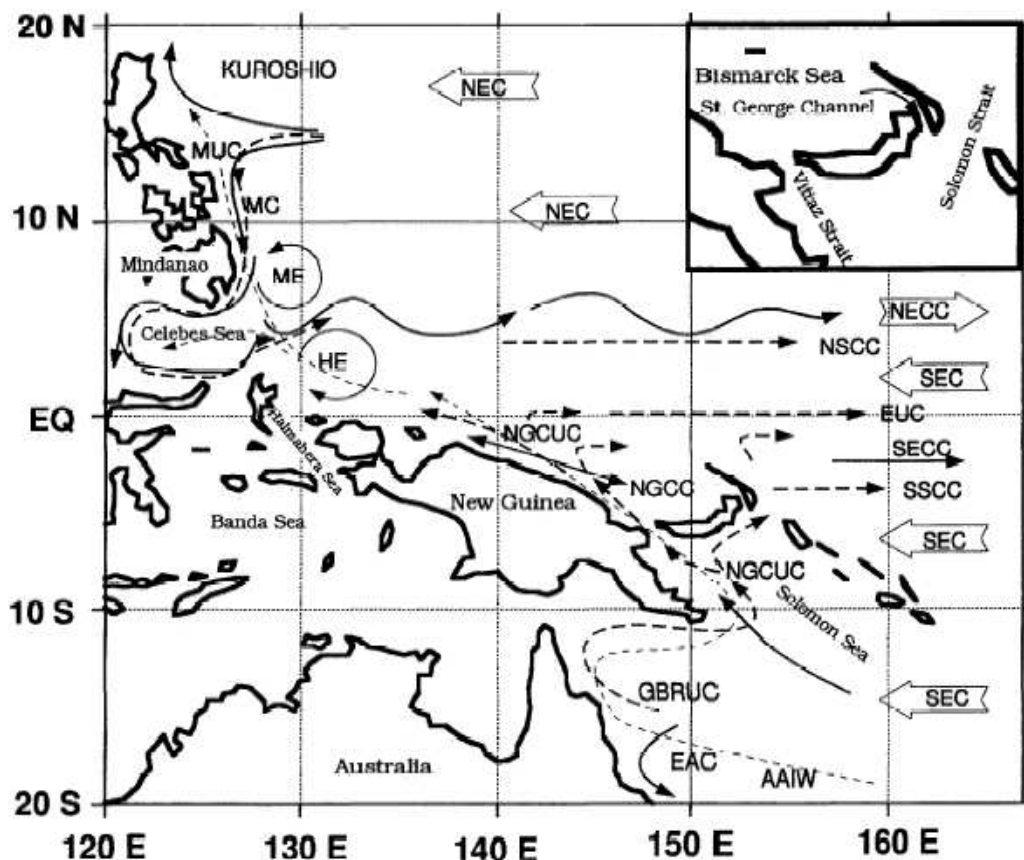 20 N
KUROSHIO
NEC
Bismarck Sea
St. George Channel
Solomon Strait
Vitiaz Strait
MUC
MC
NEC
10 N
Mindanao
ME
Celebes Sea
NECC
NSCC
HE
SEC
EQ
EUC
Halmahera Sea
NGCUC
SECC
New Guinea
NGCC
SSCC
Banda Sea
SEC
NGCUC
Solomon Sea
10 S
GBRUC
SEC
EAC
Australia
AAIW
20 S
120 E
130 E
140 E
150 E
160 E